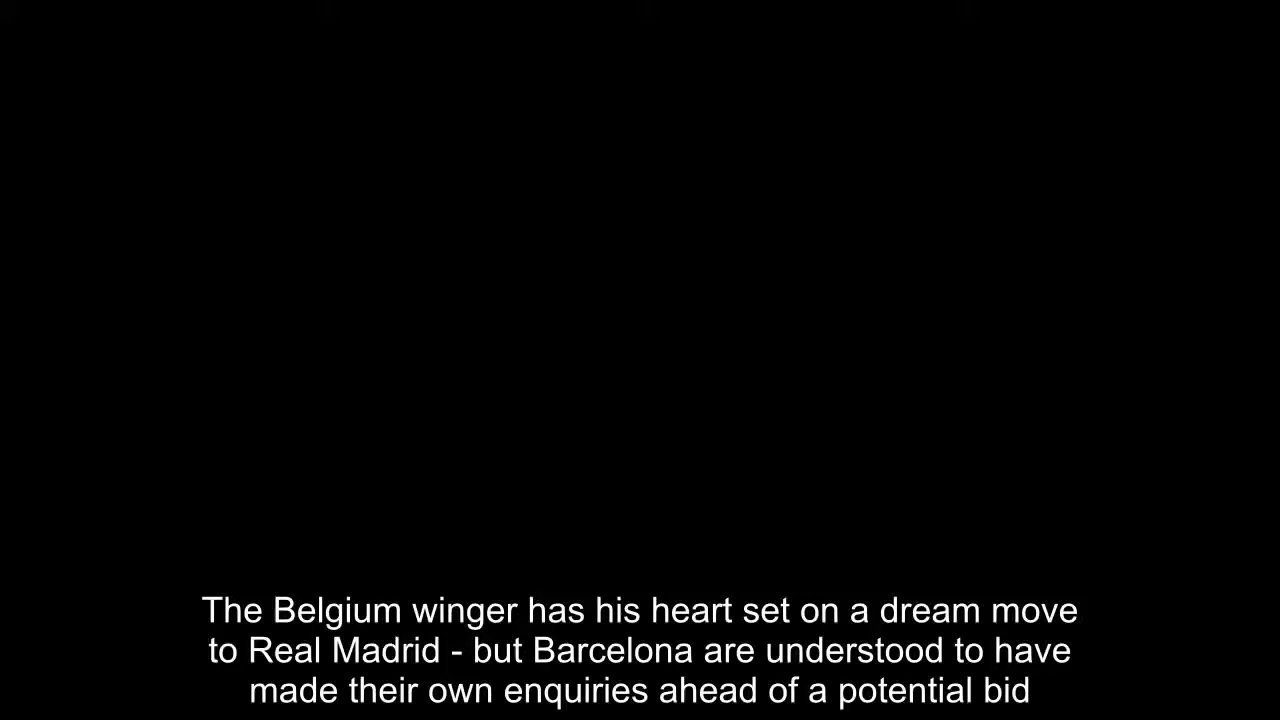 The Belgium winger has his heart set on a dream move
to Real Madrid - but Barcelona are understood to have
made their own enquiries ahead of a potential bid